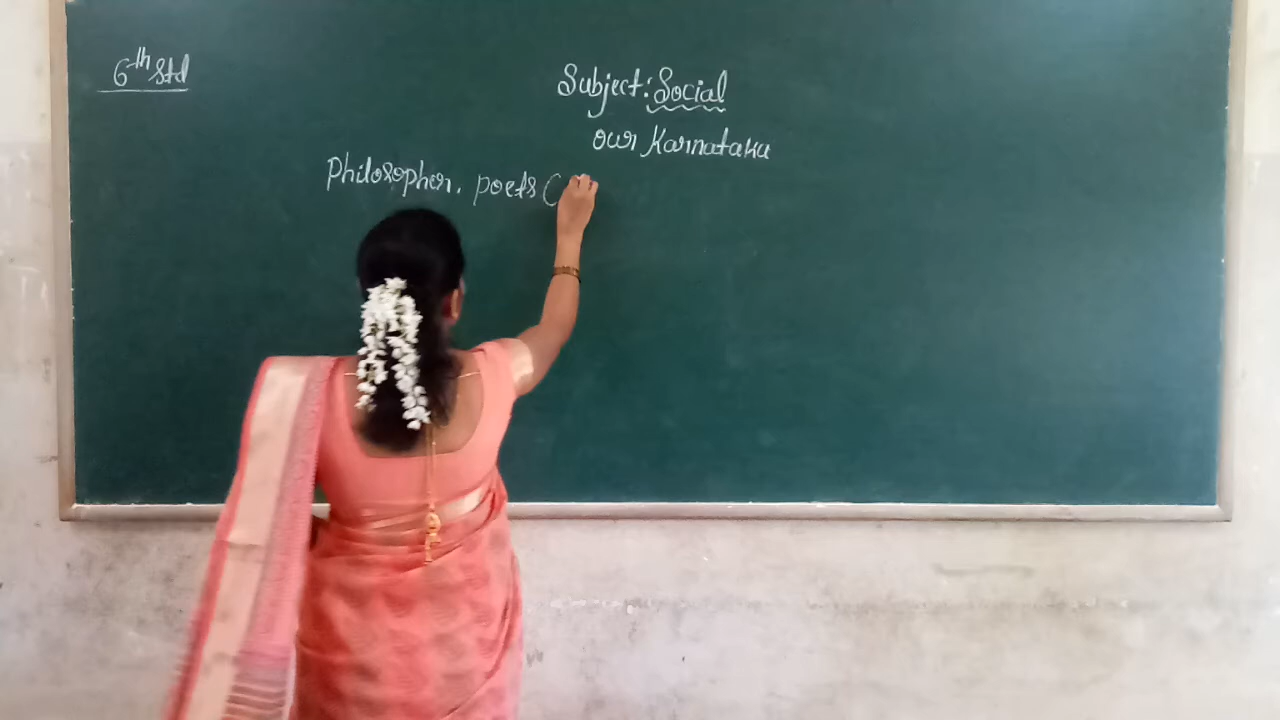 6th Std
Subject: Social
our Karnataka
Philosopher, poets (